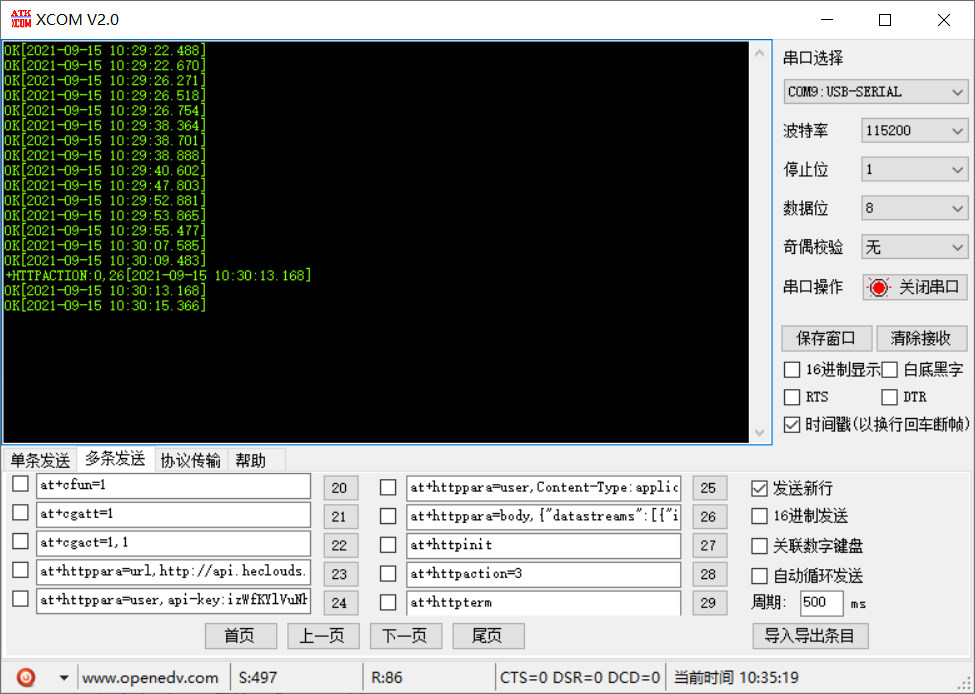 ATK
XCOM
XCOM V2.0
OK[2021-09-15 10:29:22.488]
OK[2021-09-15 10:29:22.670]
OK[2021-09-15 10:29:26.271]
OK[2021-09-15 10:29:26.518]
OK[2021-09-15 10:29:26.754]
OK[2021-09-15 10:29:38.364]
OK[2021-09-15 10:29:38.701]
OK[2021-09-15 10:29:38.888]
OK[2021-09-15 10:29:40.602]
OK[2021-09-15 10:29:47.803]
OK[2021-09-15 10:29:52.881]
OK[2021-09-15 10:29:53.865]
OK[2021-09-15 10:29:55.477]
OK[2021-09-15 10:30:07.585]
OK[2021-09-15 10:30:09.483]
+HTTPACTION:0,26[2021-09-15 10:30:13.168]
OK[2021-09-15 10:30:13.168]
OK[2021-09-15 10:30:15.366]
串口选择
COM9:USB-SERIAL
波特率 115200
停止位 1
数据位 8
奇偶校验 无
串口操作 关闭串口
保存窗口 清除接收
16进制显示 白底黑字
RTS DTR
时间戳(以换行回车断帧)
单条发送 多条发送 协议传输 帮助
at+cfun=1 20 at+httppara=user,Content-Type:applic 25 发送新行
at+cgatt=1 21 at+httppara=body,{"datastreams":[{"i 26 16进制发送
at+cgact=1,1 22 at+httpinit 27 关联数字键盘
at+httppara=url,http://api.heclouds. 23 at+httpaction=3 28 自动循环发送
at+httppara=user,api-key:izWfKYlVuNh 24 at+httpterm 29 周期: 500 ms
首页 上一页 下一页 尾页 导入导出条目
www.openedv.com S:497 R:86 CTS=0 DSR=0 DCD=0 当前时间 10:35:19